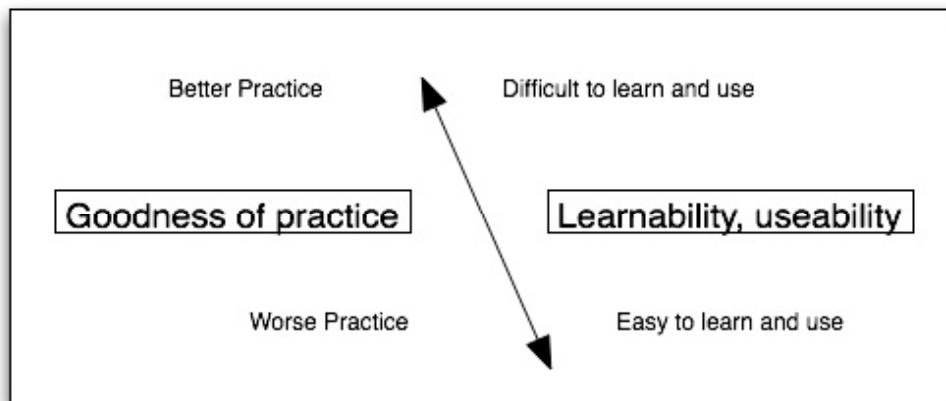 Better Practice
Difficult to learn and use
Goodness of practice
Learnability, useability
Worse Practice
Easy to learn and use